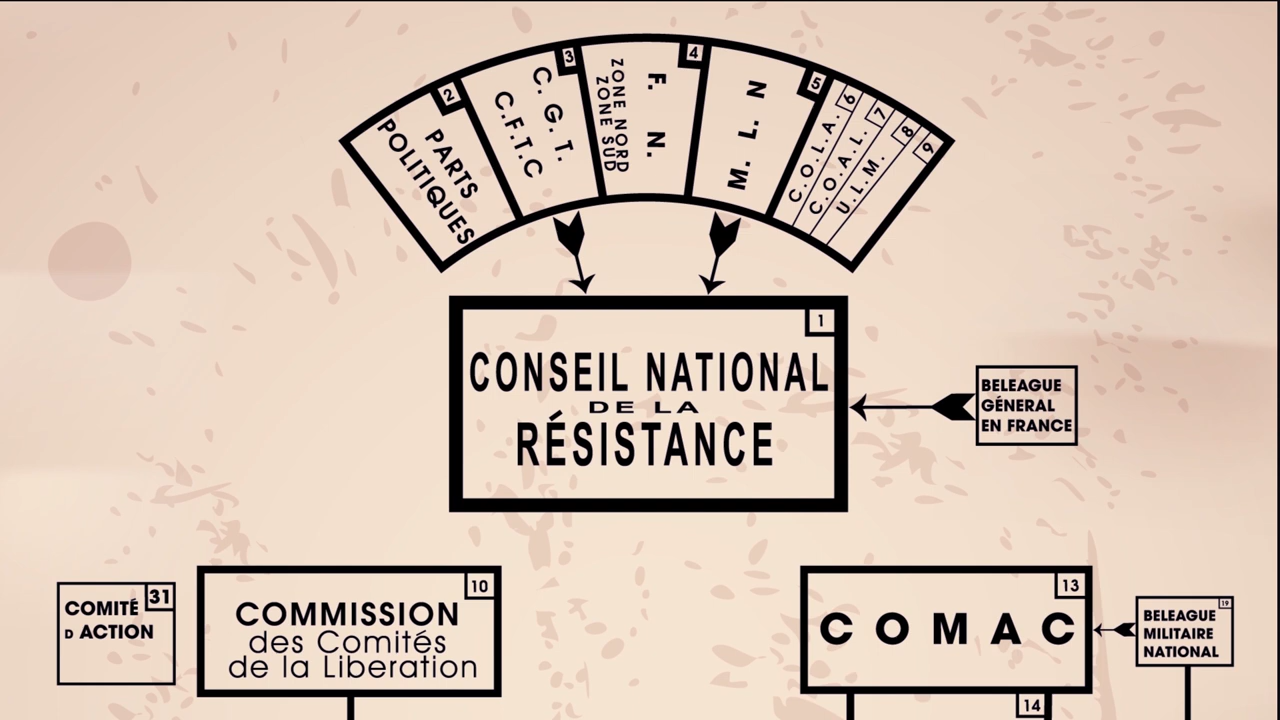 2
PARTS
POLITIQUES
3
C. G. T.
C.F.T.C
4
F. N.
ZONE NORD
ZONE SUD
5
M. L. N
6
C.O.L.A.
7
C.O.A.L.
8
U.L.M.
9
1
CONSEIL NATIONAL
DE LA
RÉSISTANCE
BELEAGUE
GÉNERAL
EN FRANCE
31
COMITÉ
D ACTION
10
COMMISSION
des Comités
de la Liberation
13
COMAC
19
BELEAGUE
MILITAIRE
NATIONAL
14